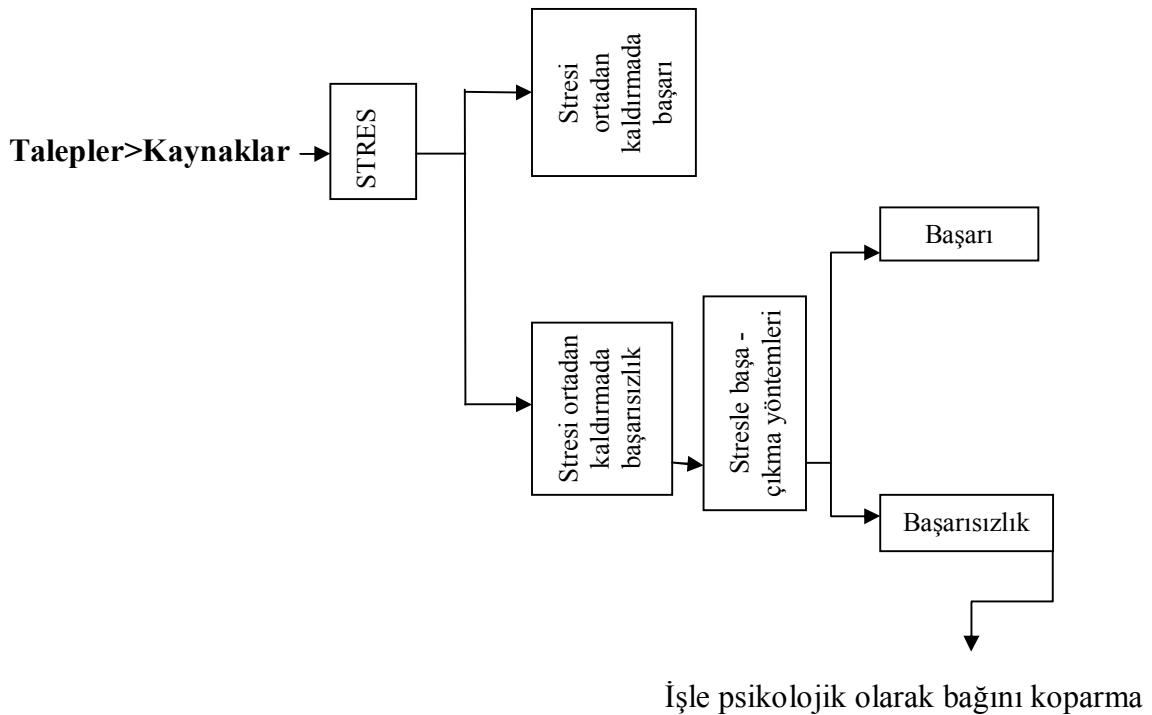 Talepler>Kaynaklar
STRES
Stresi
ortadan
kaldırmada
başarı
Stresi ortadan
kaldırmada
başarısızlık
Stresle başa -
çıkma yöntemleri
Başarı
Başarısızlık
İşle psikolojik olarak bağını koparma